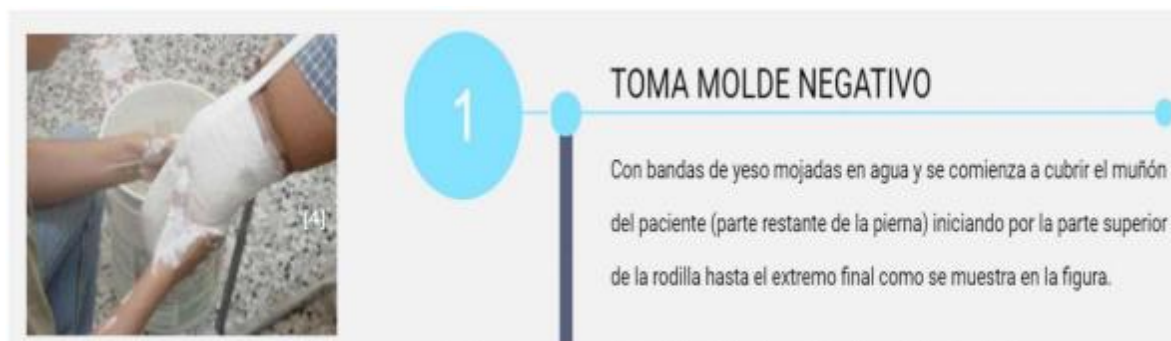 [4]
1
TOMA MOLDE NEGATIVO
Con bandas de yeso mojadas en agua y se comienza a cubrir el muñón
del paciente (parte restante de la pierna) iniciando por la parte superior
de la rodilla hasta el extremo final como se muestra en la figura.